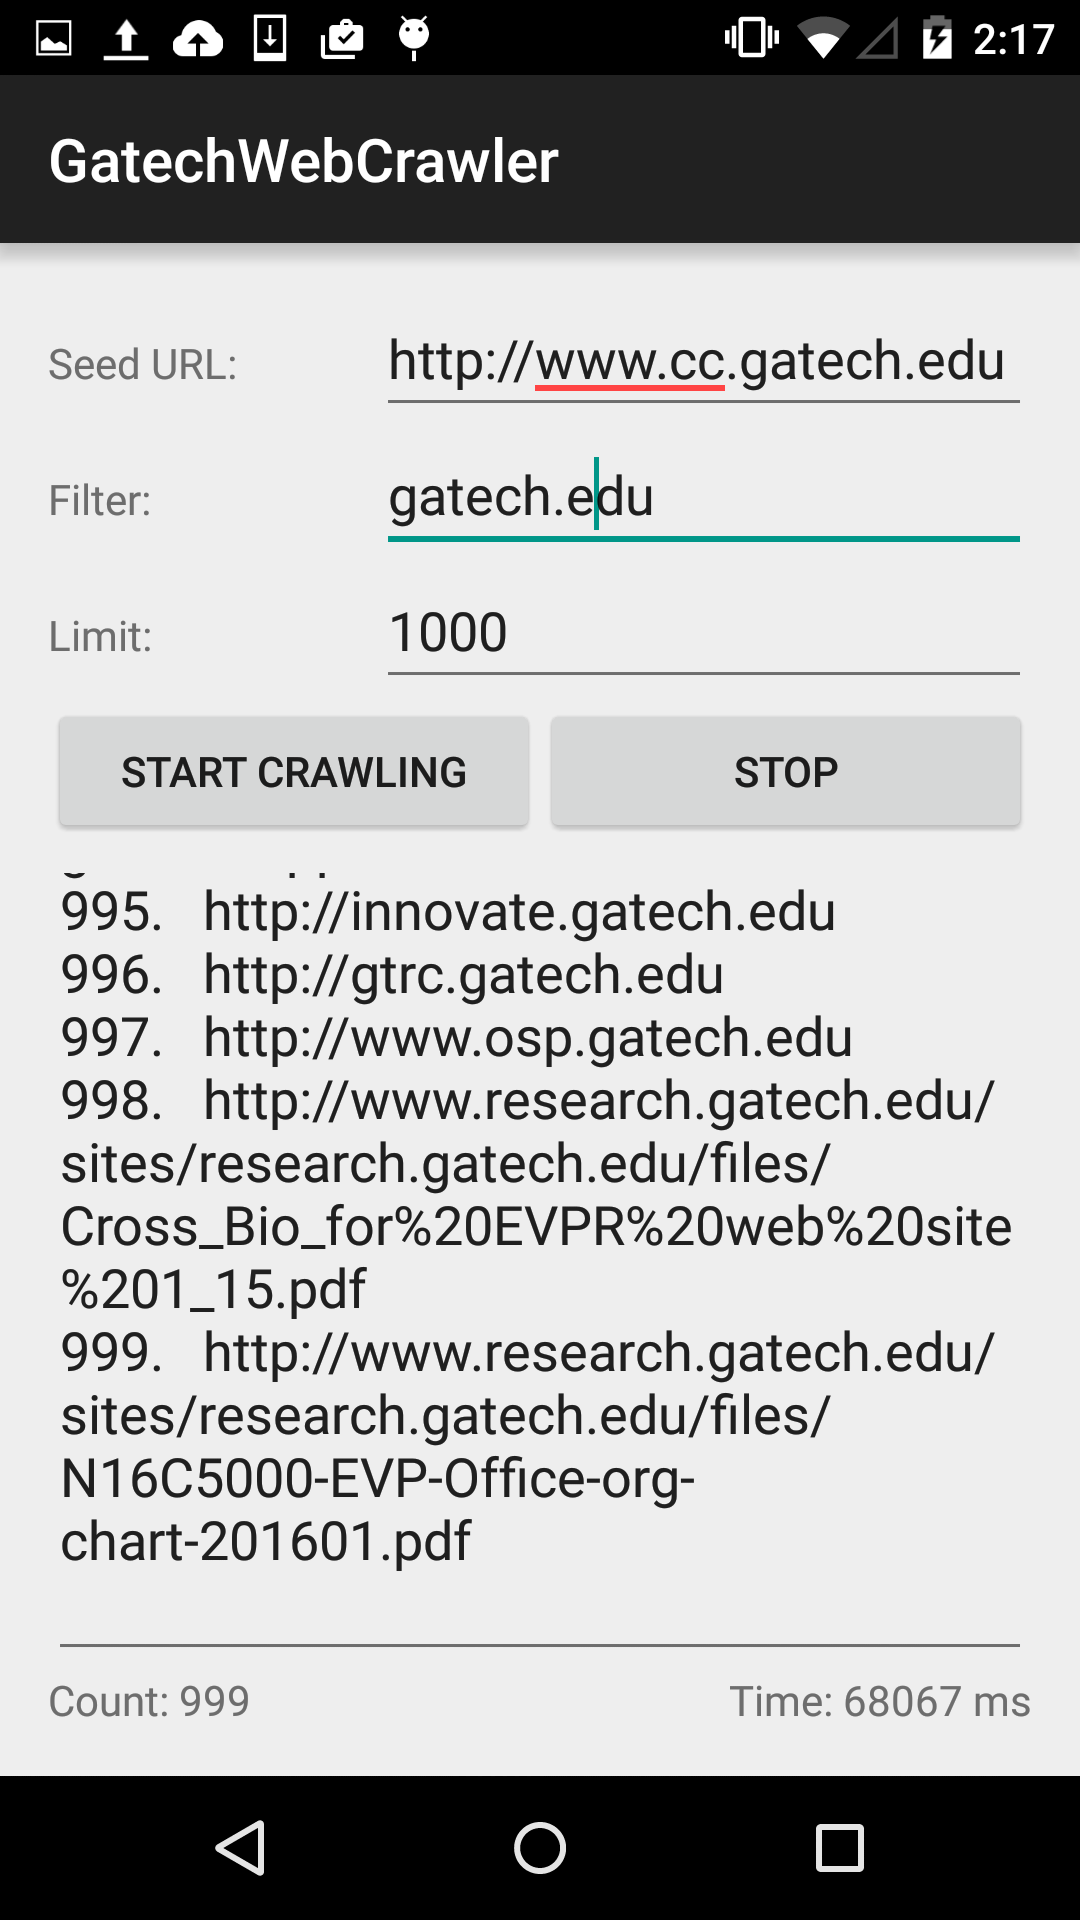 2:17
GatechWebCrawler
Seed URL: http://www.cc.gatech.edu
Filter: gatech.edu
Limit: 1000
START CRAWLING STOP
995. http://innovate.gatech.edu
996. http://gtrc.gatech.edu
997. http://www.osp.gatech.edu
998. http://www.research.gatech.edu/
sites/research.gatech.edu/files/
Cross_Bio_for%20EVPR%20web%20site
%201_15.pdf
999. http://www.research.gatech.edu/
sites/research.gatech.edu/files/
N16C5000-EVP-Office-org-
chart-201601.pdf
Count: 999 Time: 68067 ms